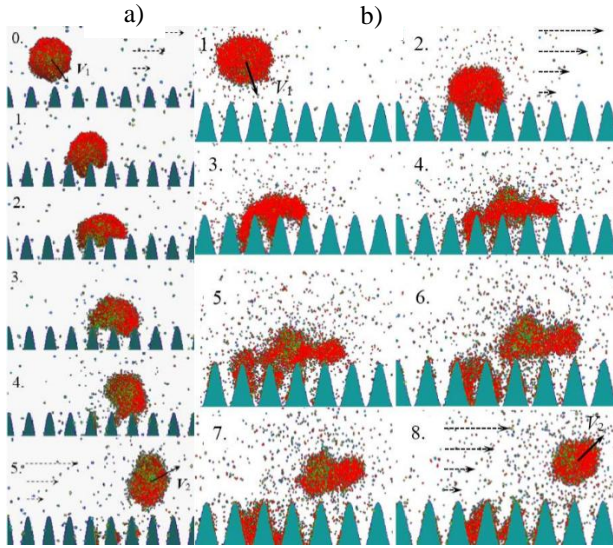 a)
b)
0.
V₁
1.
2.
3.
4.
5.
V₂
1.
V₁
2.
3.
4.
5.
6.
7.
8.
V₂